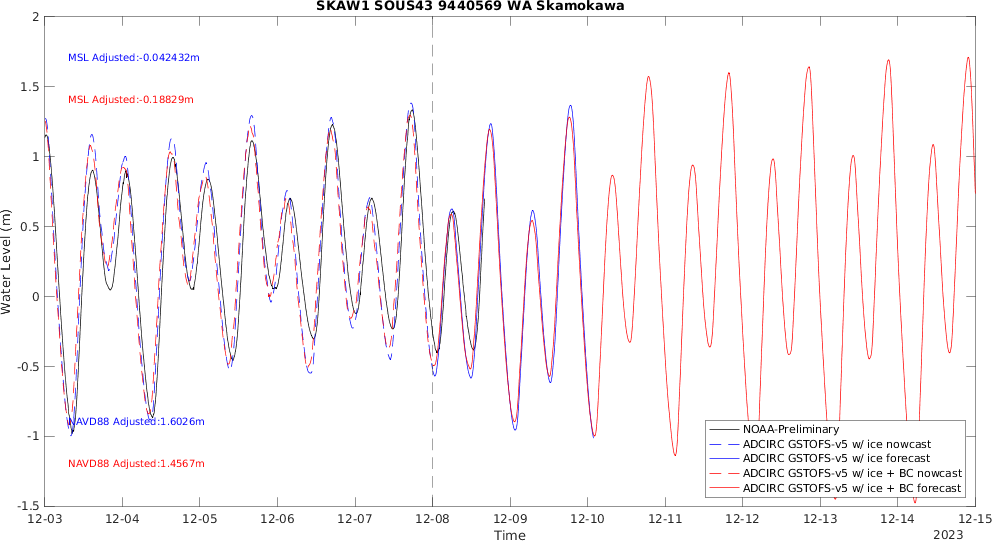 SKAW1 SOUS43 9440569 WA Skamokawa
2
1.5
1
0.5
0
-0.5
-1
-1.5
Water Level (m)
MSL Adjusted:-0.042432m
MSL Adjusted:-0.18829m
NAVD88 Adjusted:1.6026m
NAVD88 Adjusted:1.4567m
NOAA-Preliminary
ADCIRC GSTOFS-v5 w/ ice nowcast
ADCIRC GSTOFS-v5 w/ ice forecast
ADCIRC GSTOFS-v5 w/ ice + BC nowcast
ADCIRC GSTOFS-v5 w/ ice + BC forecast
12-03 12-04 12-05 12-06 12-07 12-08 12-09 12-10 12-11 12-12 12-13 12-14 12-15
Time
2023